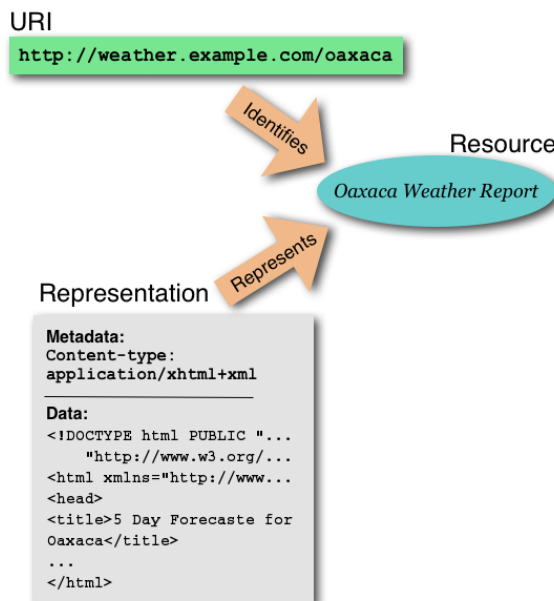 URI
http://weather.example.com/oaxaca
Identifies
Resource
Oaxaca Weather Report
Represents
Representation
Metadata:
Content-type:
application/xhtml+xml
Data:
<!DOCTYPE html PUBLIC "...
"http://www.w3.org/...
<html xmlns="http://www...
<head>
<title>5 Day Forecaste for
Oaxaca</title>
...
</html>